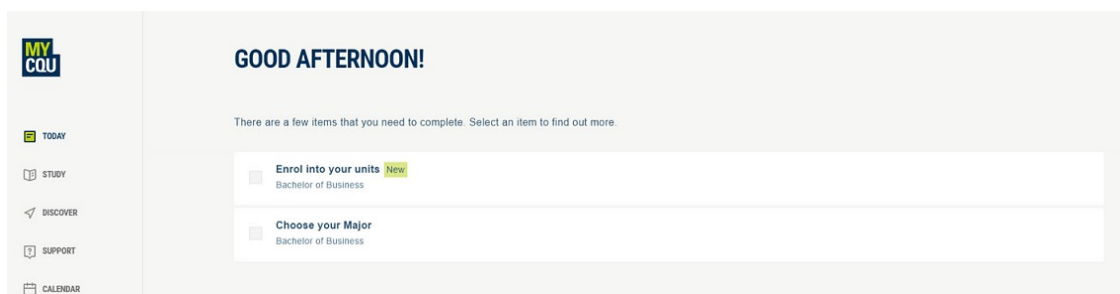 MY
CQU
GOOD AFTERNOON!
There are a few items that you need to complete. Select an item to find out more.
TODAY
STUDY
DISCOVER
SUPPORT
CALENDAR
Enrol into your units New
Bachelor of Business
Choose your Major
Bachelor of Business